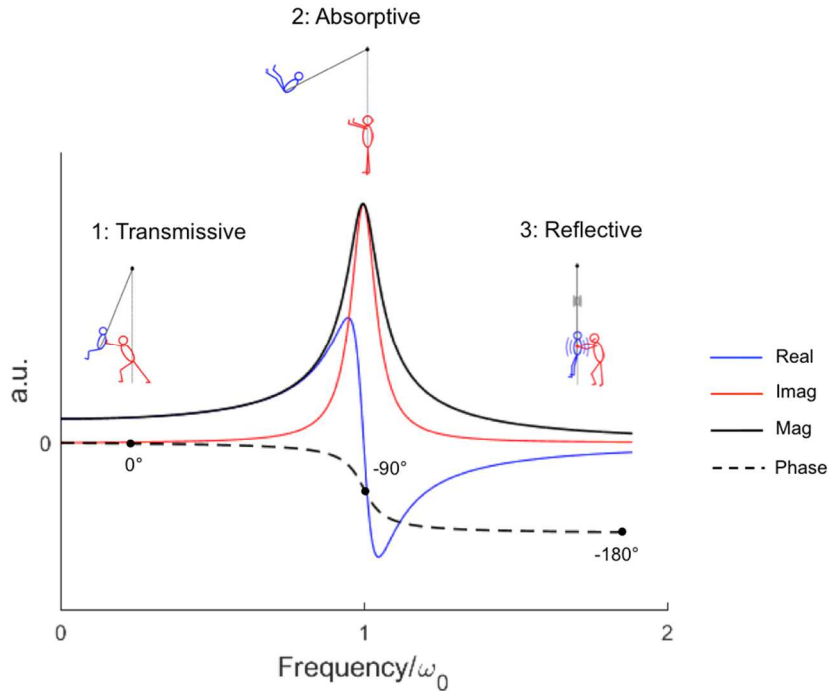 2: Absorptive
1: Transmissive
3: Reflective
a.u.
0
0°
-90°
-180°
0
1
2
Frequency/ω₀
Real
Imag
Mag
Phase